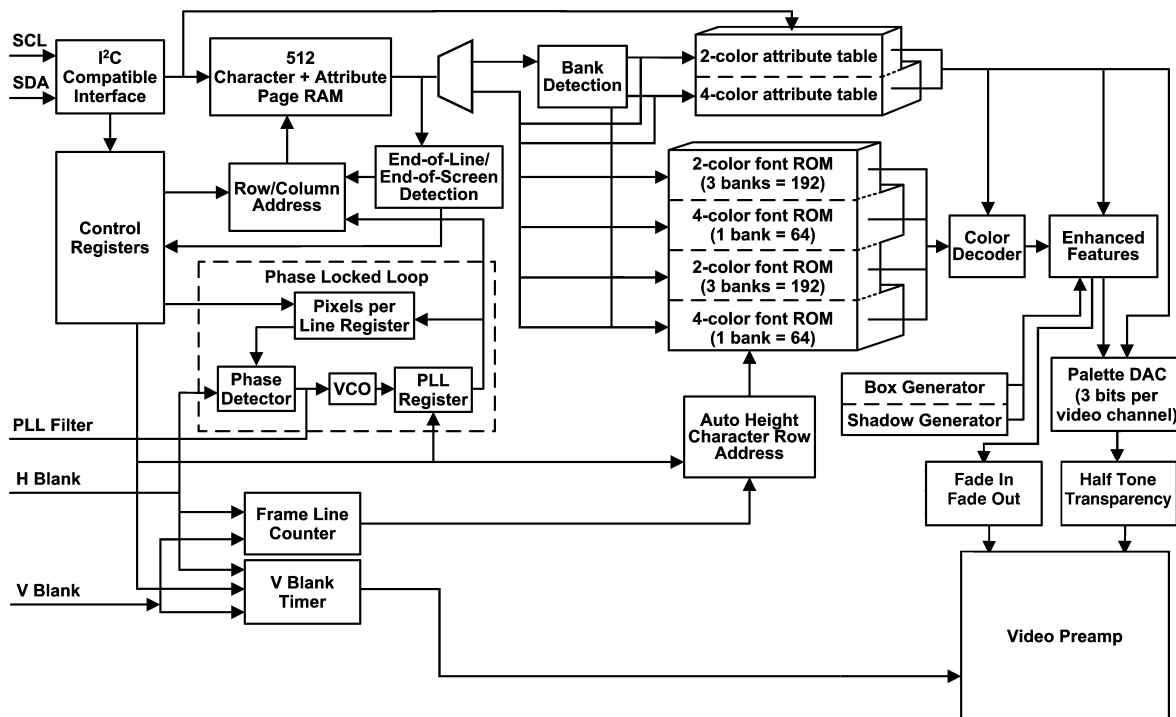 SCL
SDA
I²C
Compatible
Interface
512
Character + Attribute
Page RAM
Bank
Detection
2-color attribute table
4-color attribute table
Control
Registers
Row/Column
Address
End-of-Line/
End-of-Screen
Detection
2-color font ROM
(3 banks = 192)
4-color font ROM
(1 bank = 64)
2-color font ROM
(3 banks = 192)
4-color font ROM
(1 bank = 64)
Color
Decoder
Enhanced
Features
Phase Locked Loop
Pixels per
Line Register
Phase
Detector
VCO
PLL
Register
PLL Filter
Auto Height
Character Row
Address
Box Generator
Shadow Generator
Palette DAC
(3 bits per
video channel)
H Blank
Frame Line
Counter
Fade In
Fade Out
Half Tone
Transparency
V Blank
V Blank
Timer
Video Preamp